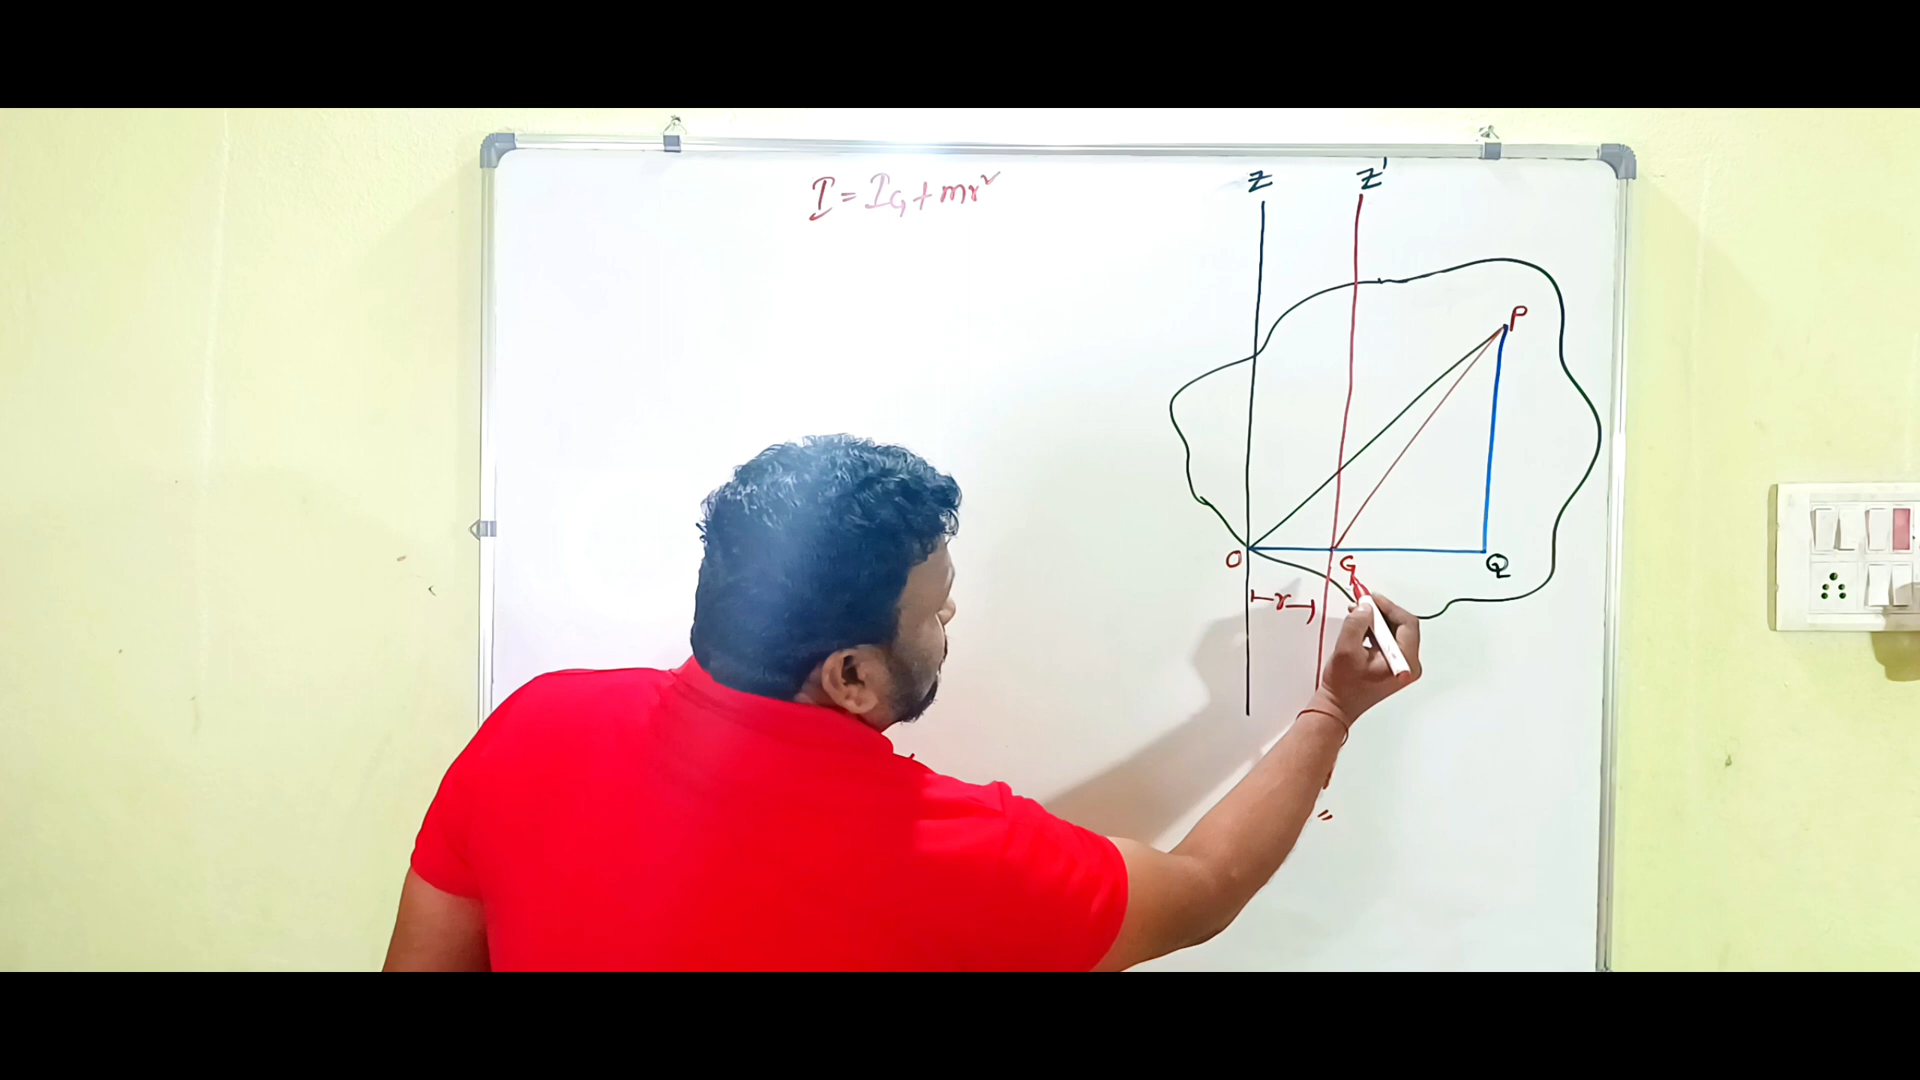 I = IG + mr²
Z Z'
P
O G Q
r